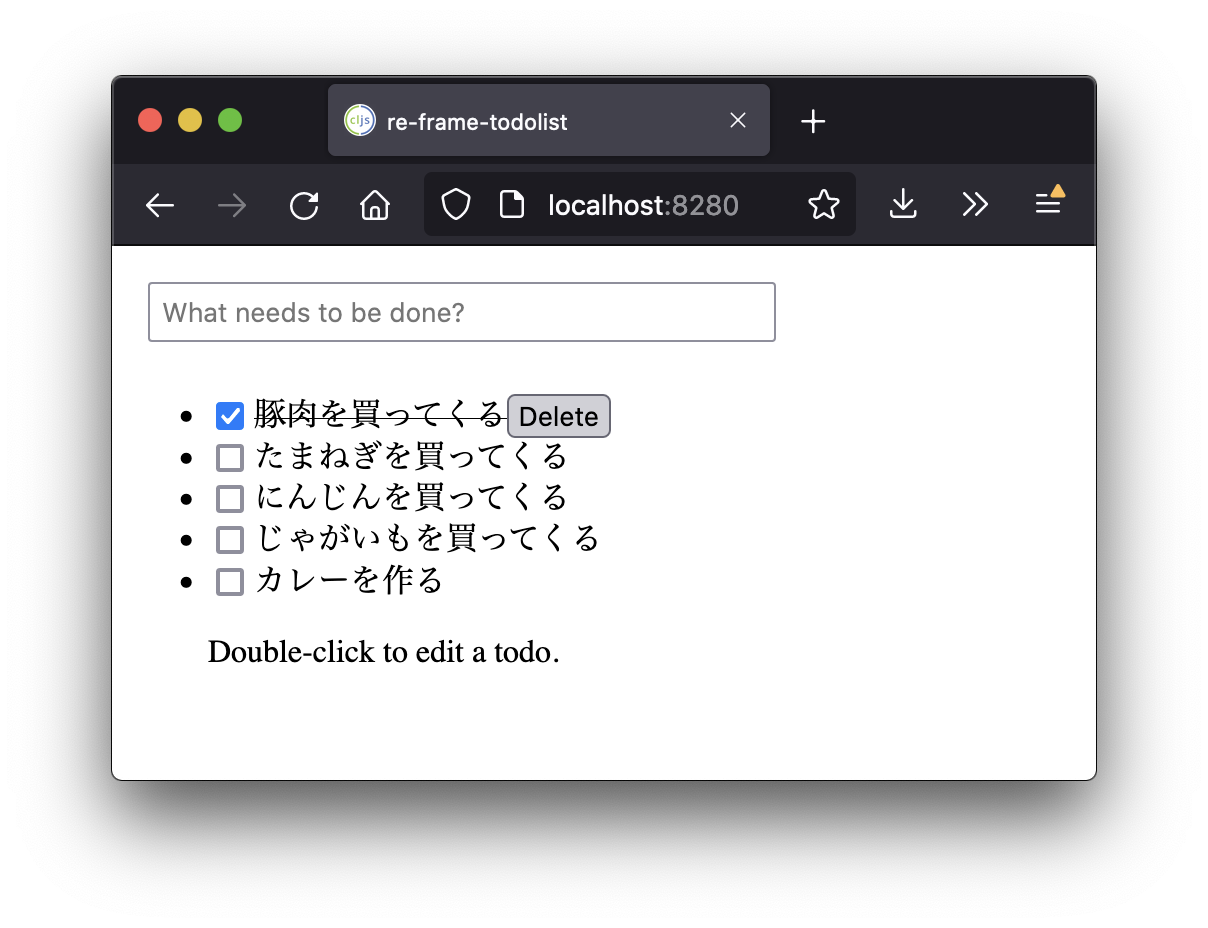 cljs re-frame-todolist
localhost:8280
What needs to be done?
豚肉を買ってくる Delete
たまねぎを買ってくる
にんじんを買ってくる
じゃがいもを買ってくる
カレーを作る
Double-click to edit a todo.